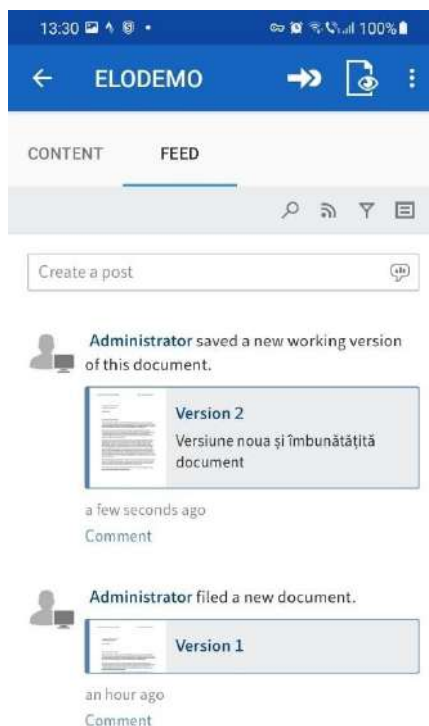 13:30
100%
ELODEMO
CONTENT FEED
Create a post
Administrator saved a new working version
of this document.
Version 2
Versiune noua și îmbunătățită
document
a few seconds ago
Comment
Administrator filed a new document.
Version 1
an hour ago
Comment